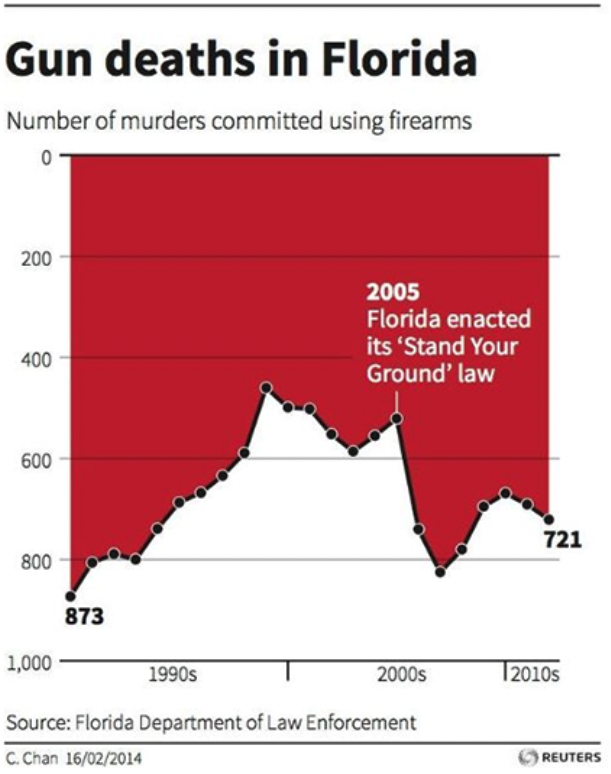 Gun deaths in Florida
Number of murders committed using firearms
0
200
2005
Florida enacted
its ‘Stand Your
Ground’ law
400
600
721
800
873
1,000
1990s 2000s 2010s
Source: Florida Department of Law Enforcement
C. Chan 16/02/2014 REUTERS